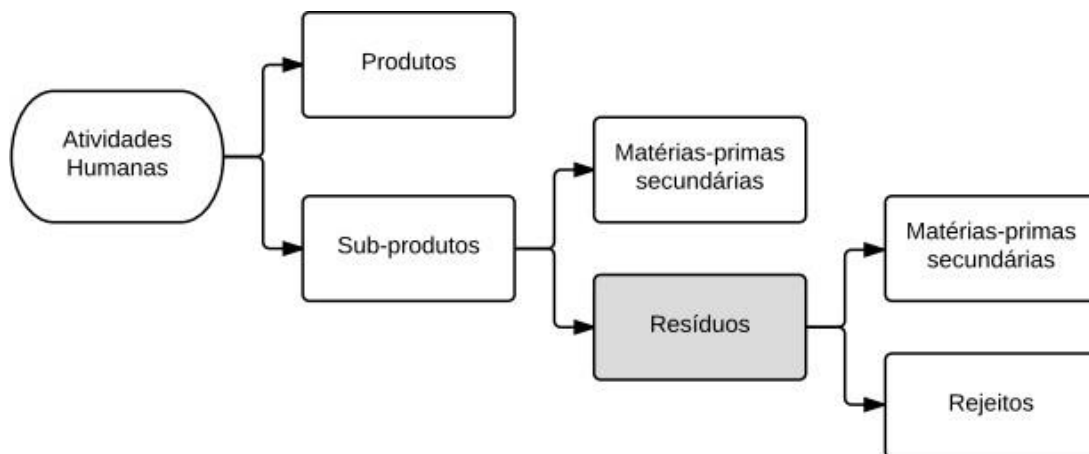 Produtos
Atividades
Humanas
Matérias-primas
secundárias
Sub-produtos
Matérias-primas
secundárias
Resíduos
Rejeitos